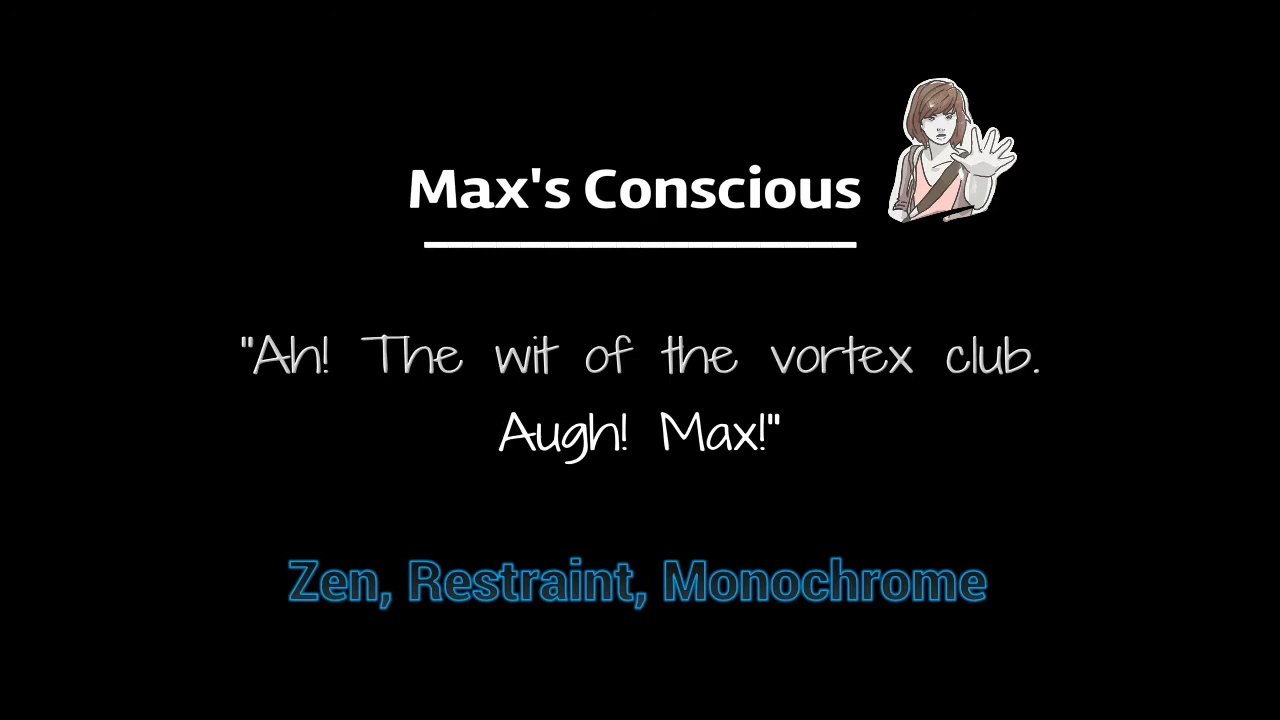 Max's Conscious
"Ah! The wit of the vortex club.
Augh! Max!"
Zen, Restraint, Monochrome